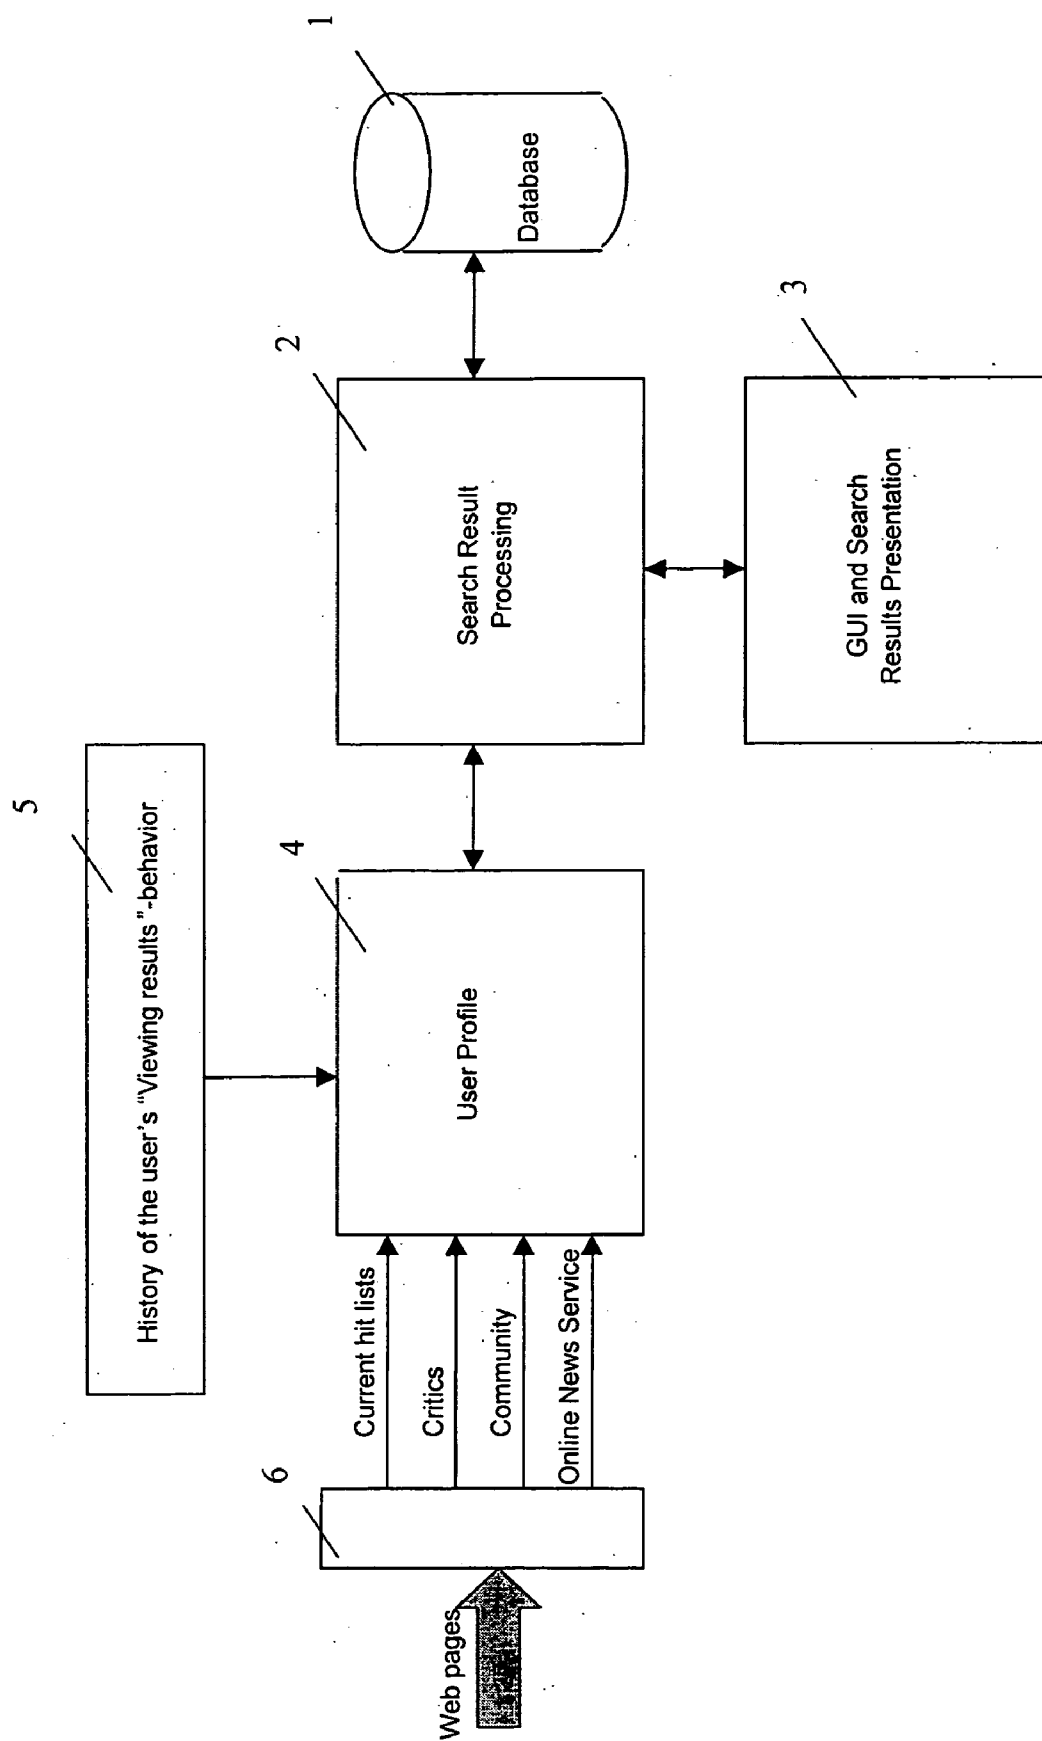 5
History of the user's "Viewing results"-behavior
1
2
4
6
Database
Search Result
Processing
User Profile
Current hit lists
Critics
Community
Online News Service
Web pages
3
GUI and Search
Results Presentation